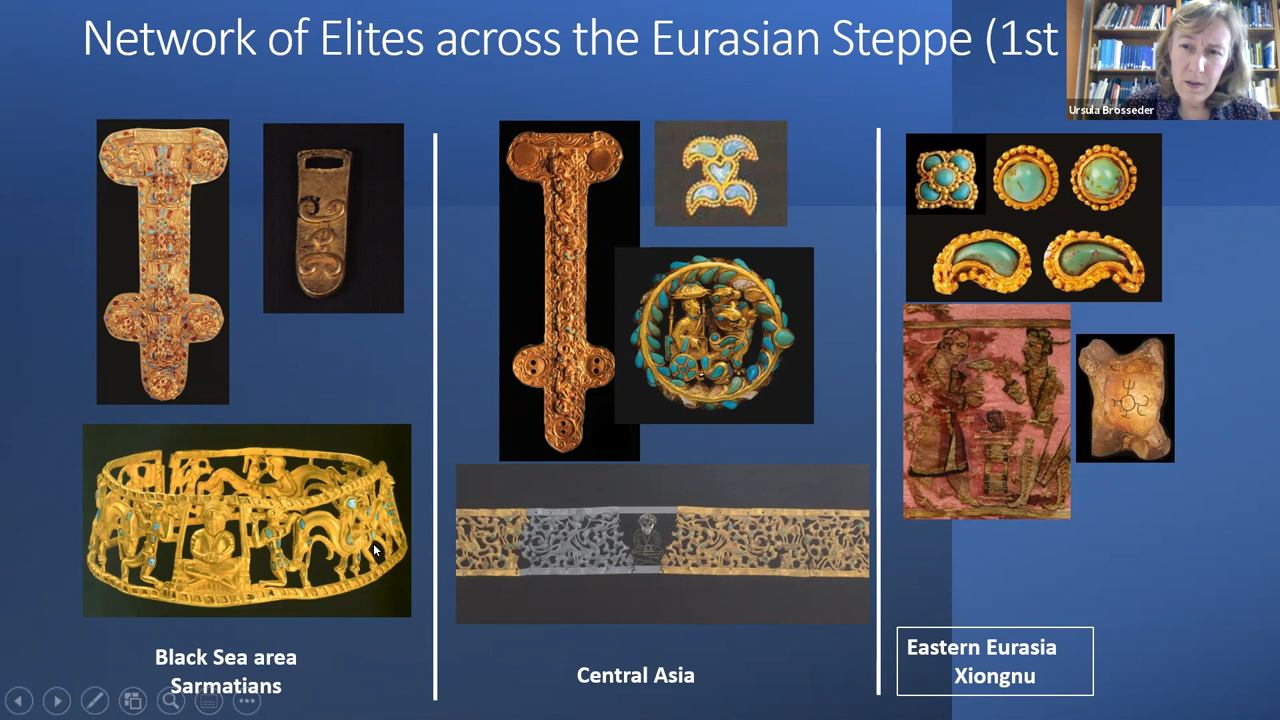 Network of Elites across the Eurasian Steppe (1st
Ursula Brosseder
Black Sea area
Sarmatians
Central Asia
Eastern Eurasia
Xiongnu